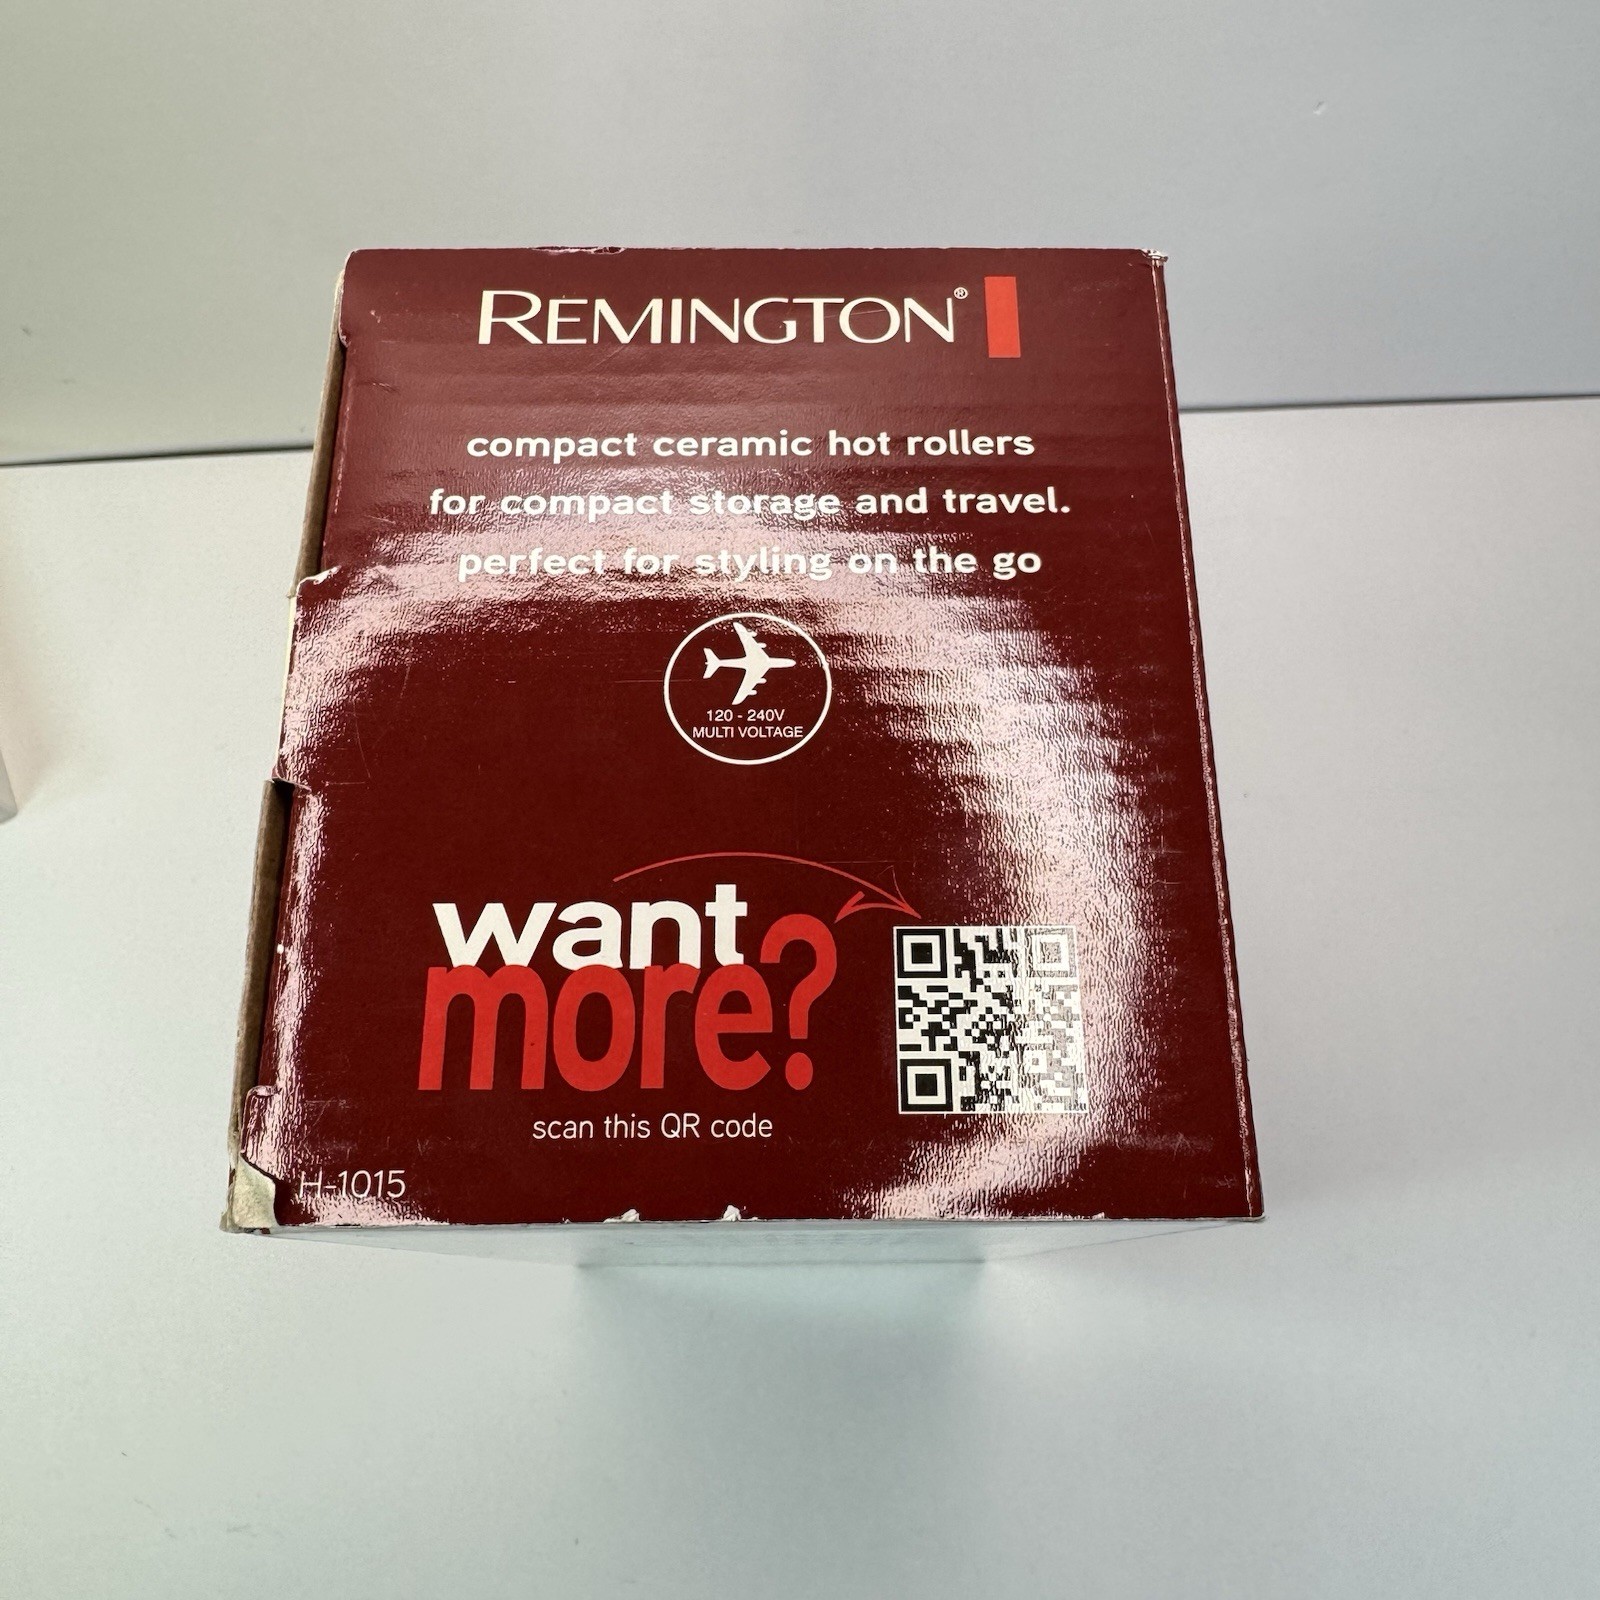 REMINGTON®
compact ceramic hot rollers
for compact storage and travel.
perfect for styling on the go
120 - 240V
MULTI VOLTAGE
want
more?
scan this QR code
H-1015